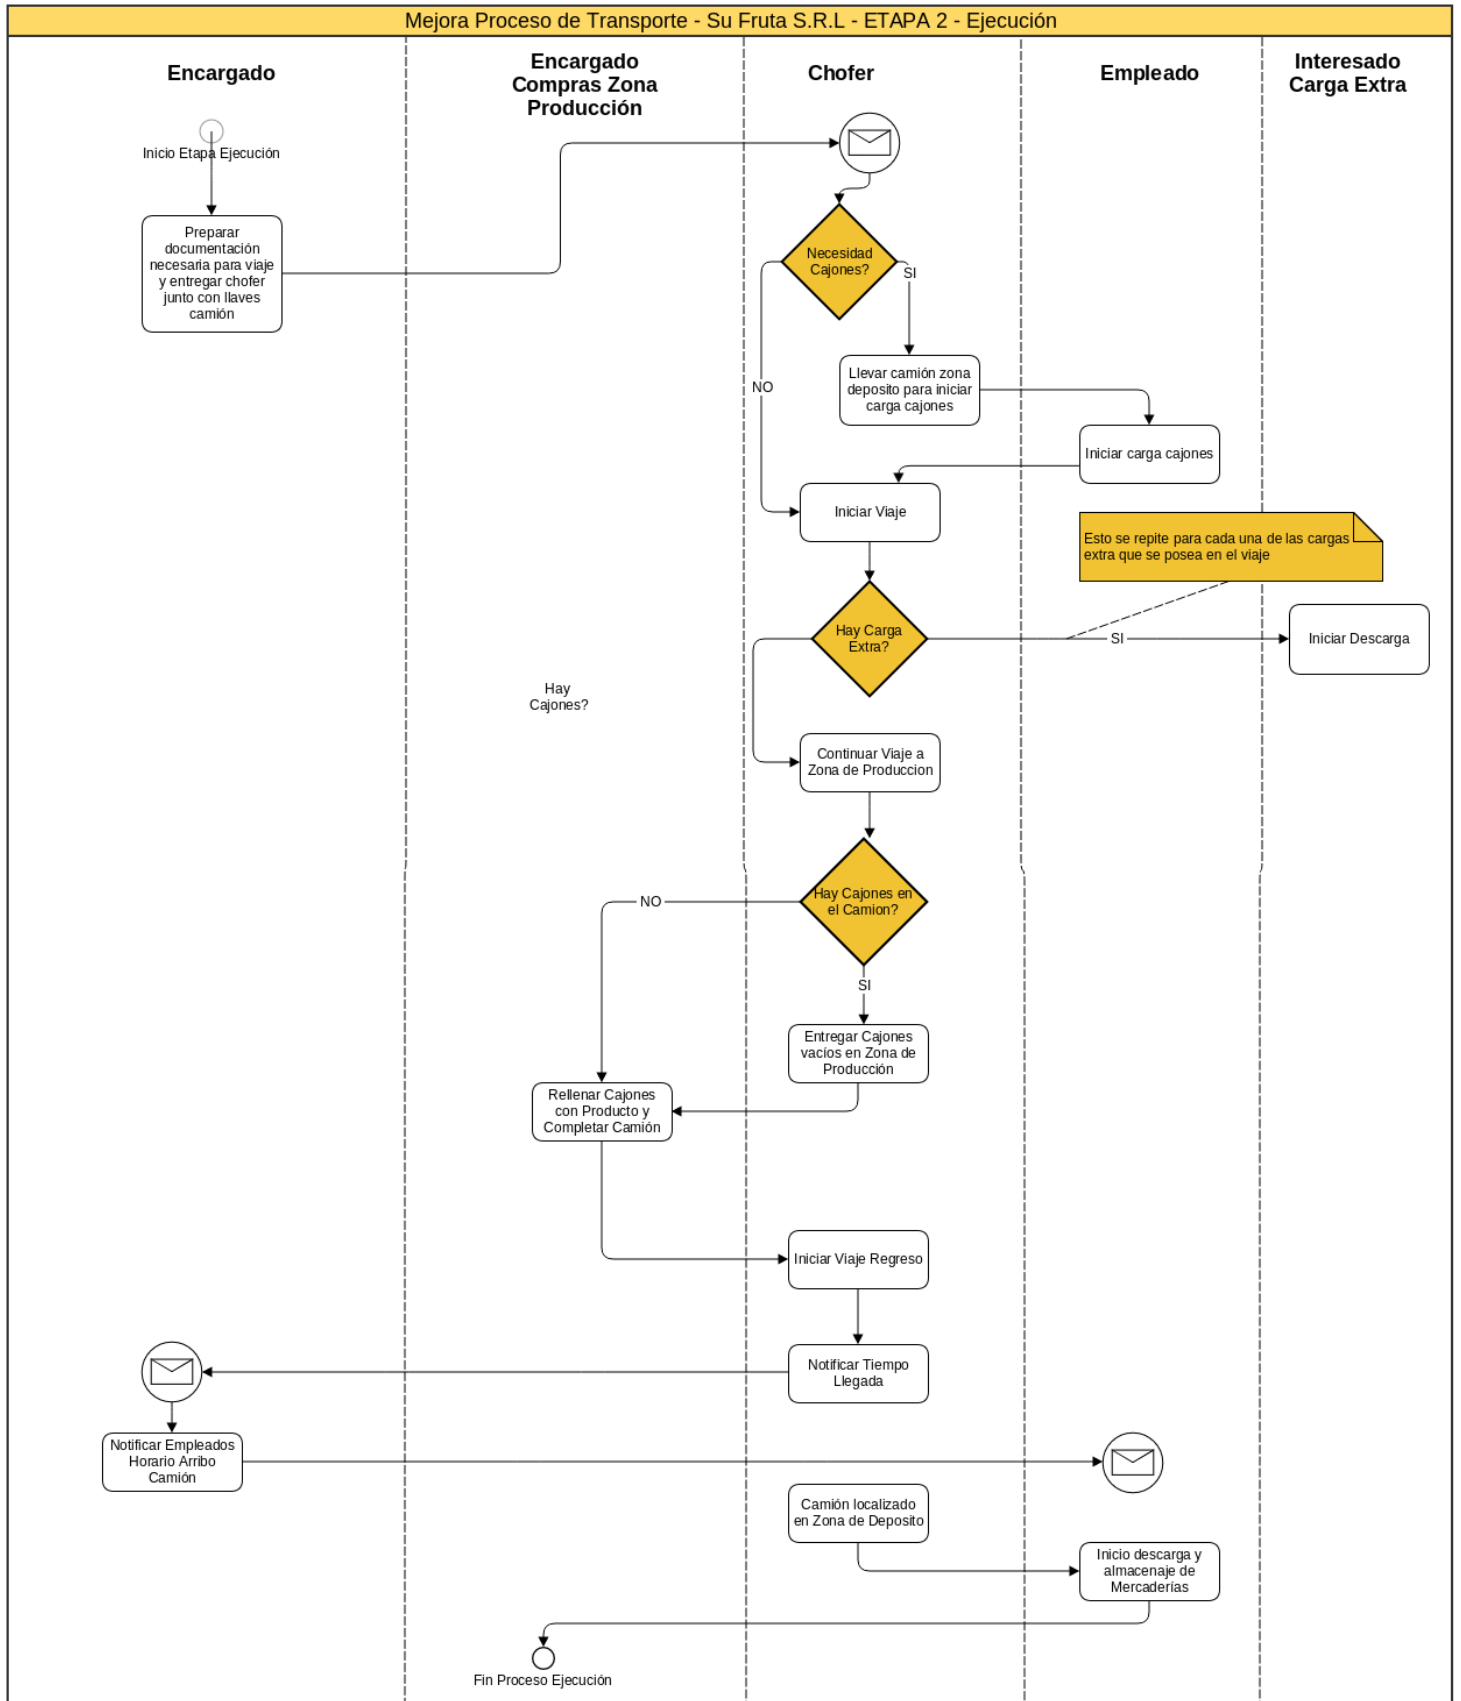 Mejora Proceso de Transporte - Su Fruta S.R.L - ETAPA 2 - Ejecución
Encargado
Encargado
Compras Zona
Producción
Chofer
Empleado
Interesado
Carga Extra
Inicio Etapa Ejecución
Preparar
documentación
necesaria para viaje
y entregar chofer
junto con llaves
camión
Necesidad
Cajones?
SI
NO
Llevar camión zona
deposito para iniciar
carga cajones
Iniciar carga cajones
Iniciar Viaje
Esto se repite para cada una de las cargas
extra que se posea en el viaje
Hay Carga
Extra?
SI
Iniciar Descarga
Hay
Cajones?
Continuar Viaje a
Zona de Produccion
Hay Cajones en
el Camion?
NO
SI
Entregar Cajones
vacíos en Zona de
Producción
Rellenar Cajones
con Producto y
Completar Camión
Iniciar Viaje Regreso
Notificar Tiempo
Llegada
Notificar Empleados
Horario Arribo
Camión
Camión localizado
en Zona de Deposito
Inicio descarga y
almacenaje de
Mercaderías
Fin Proceso Ejecución